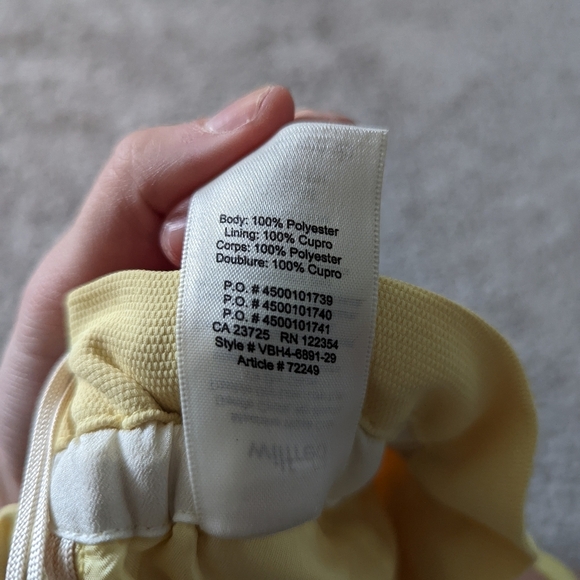 Body: 100% Polyester
Lining: 100% Cupro
Corps: 100% Polyester
Doublure: 100% Cupro
P.O. # 4500101739
P.O. # 4500101740
P.O. # 4500101741
CA 23725 RN 122354
Style # VBH4-6891-29
Article # 72249
wilfred